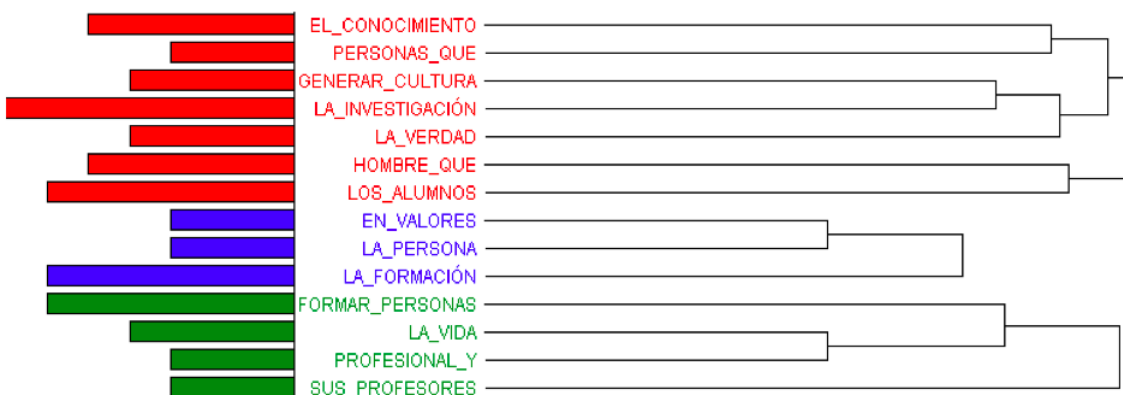 EL_CONOCIMIENTO
PERSONAS_QUE
GENERAR_CULTURA
LA_INVESTIGACIÓN
LA_VERDAD
HOMBRE_QUE
LOS_ALUMNOS
EN_VALORES
LA_PERSONA
LA_FORMACIÓN
FORMAR_PERSONAS
LA_VIDA
PROFESIONAL_Y
SUS_PROFESORES